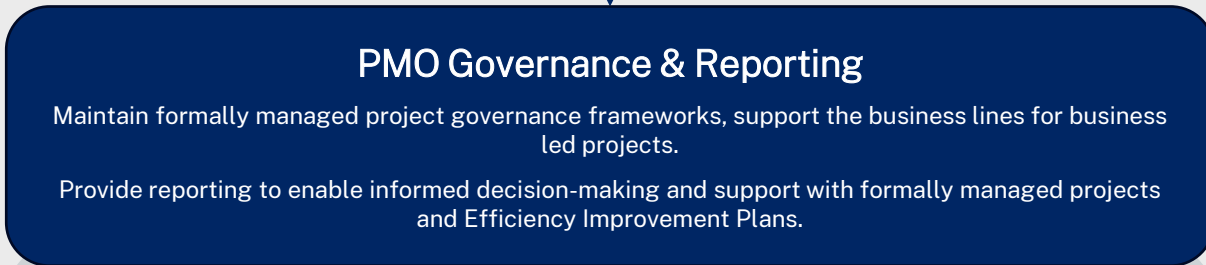 PMO Governance & Reporting
Maintain formally managed project governance frameworks, support the business lines for business
led projects.
Provide reporting to enable informed decision-making and support with formally managed projects
and Efficiency Improvement Plans.